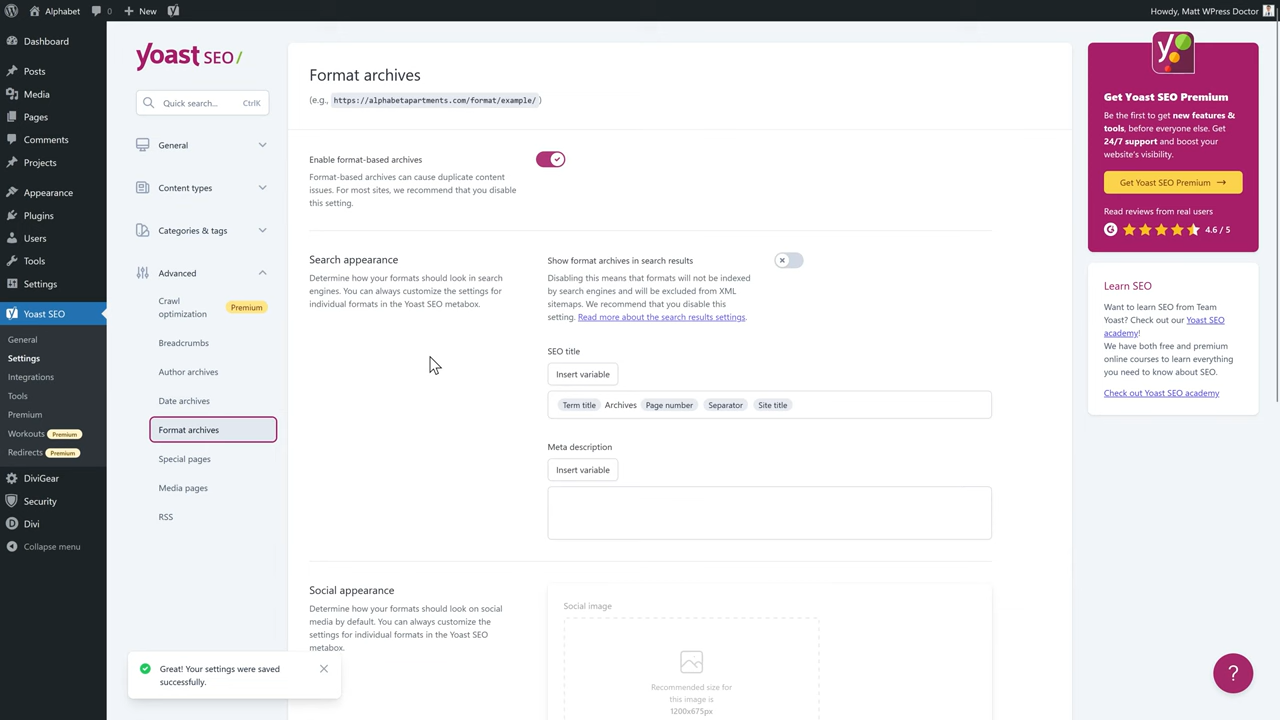 Alphabet
0
New
Howdy, Matt WPress Doctor
Dashboard
Posts
Media
Pages
Comments
Projects
Appearance
Plugins
Users
Tools
Settings
Yoast SEO
General
Settings
Integrations
Tools
Premium
Workouts Premium
Redirects Premium
DiviGear
Security
Divi
Collapse menu
yoast SEO/
Quick search... CtrlK
General
Content types
Categories & tags
Advanced
Crawl
optimization
Premium
Breadcrumbs
Author archives
Date archives
Format archives
Special pages
Media pages
RSS
Great! Your settings were saved
successfully.
Format archives
(e.g., https://alphabetapartments.com/format/example/)
Enable format-based archives
Format-based archives can cause duplicate content
issues. For most sites, we recommend that you disable
this setting.
Search appearance
Determine how your formats should look in search
engines. You can always customize the settings for
individual formats in the Yoast SEO metabox.
Show format archives in search results
Disabling this means that formats will not be indexed
by search engines and will be excluded from XML
sitemaps. We recommend that you disable this
setting. Read more about the search results settings.
SEO title
Insert variable
Term title Archives Page number Separator Site title
Meta description
Insert variable
Social appearance
Determine how your formats should look on social
media by default. You can always customize the
settings for individual formats in the Yoast SEO
metabox.
Social image
Recommended size for
this image is
1200x675px
y
Get Yoast SEO Premium
Be the first to get new features &
tools, before everyone else. Get
24/7 support and boost your
website's visibility.
Get Yoast SEO Premium →
Read reviews from real users
G 4.6 / 5
Learn SEO
Want to learn SEO from Team
Yoast? Check out our Yoast SEO
academy!
We have both free and premium
online courses to learn everything
you need to know about SEO.
Check out Yoast SEO academy
?